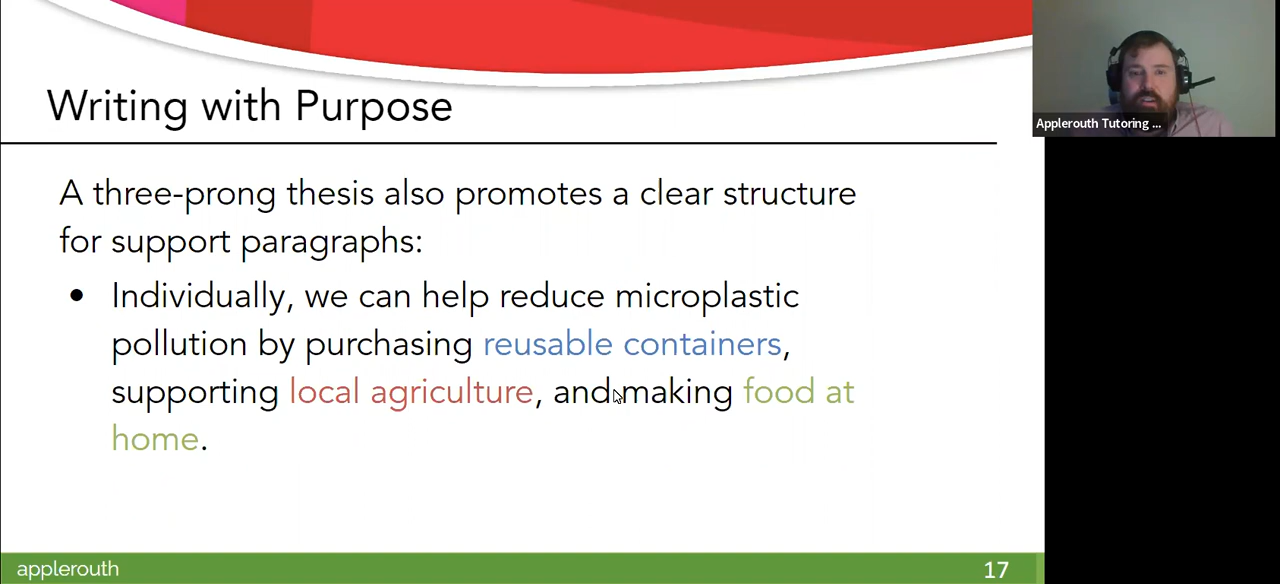 Writing with Purpose
A three-prong thesis also promotes a clear structure
for support paragraphs:
• Individually, we can help reduce microplastic
pollution by purchasing reusable containers,
supporting local agriculture, and making food at
home.
applerouth
17
Applerouth Tutoring ...